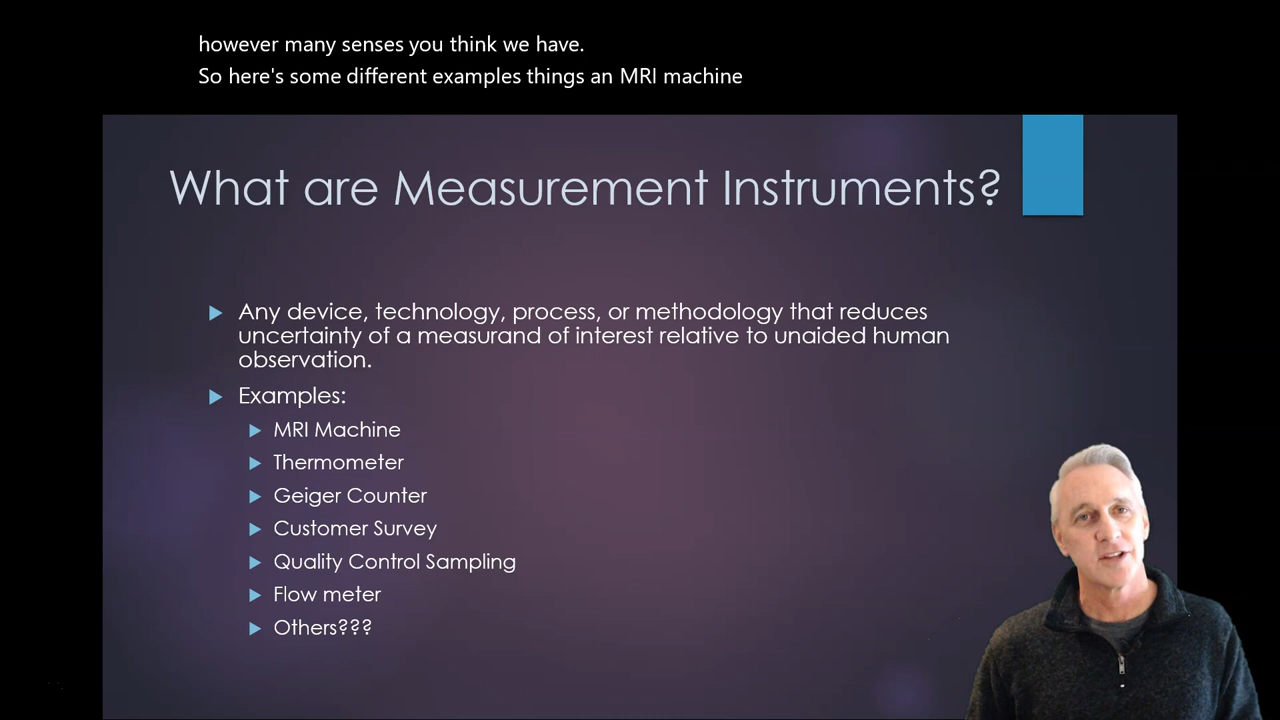 however many senses you think we have.
So here's some different examples things an MRI machine
What are Measurement Instruments?
Any device, technology, process, or methodology that reduces
uncertainty of a measurand of interest relative to unaided human
observation.
Examples:
MRI Machine
Thermometer
Geiger Counter
Customer Survey
Quality Control Sampling
Flow meter
Others???